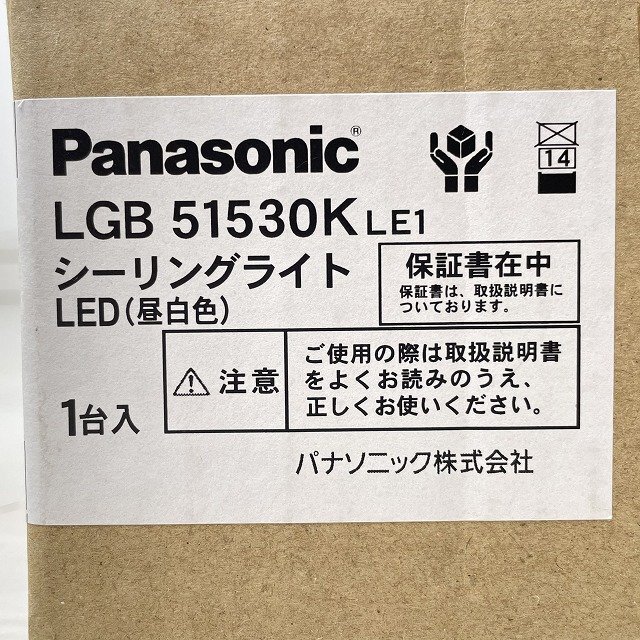 Panasonic®
LGB 51530K LE1
14
シーリングライト
LED(昼白色)
保証書在中
保証書は、取扱説明書に
ついております。
1台入
⚠注意
ご使用の際は取扱説明書
をよくお読みのうえ、
正しくお使いください。
パナソニック株式会社